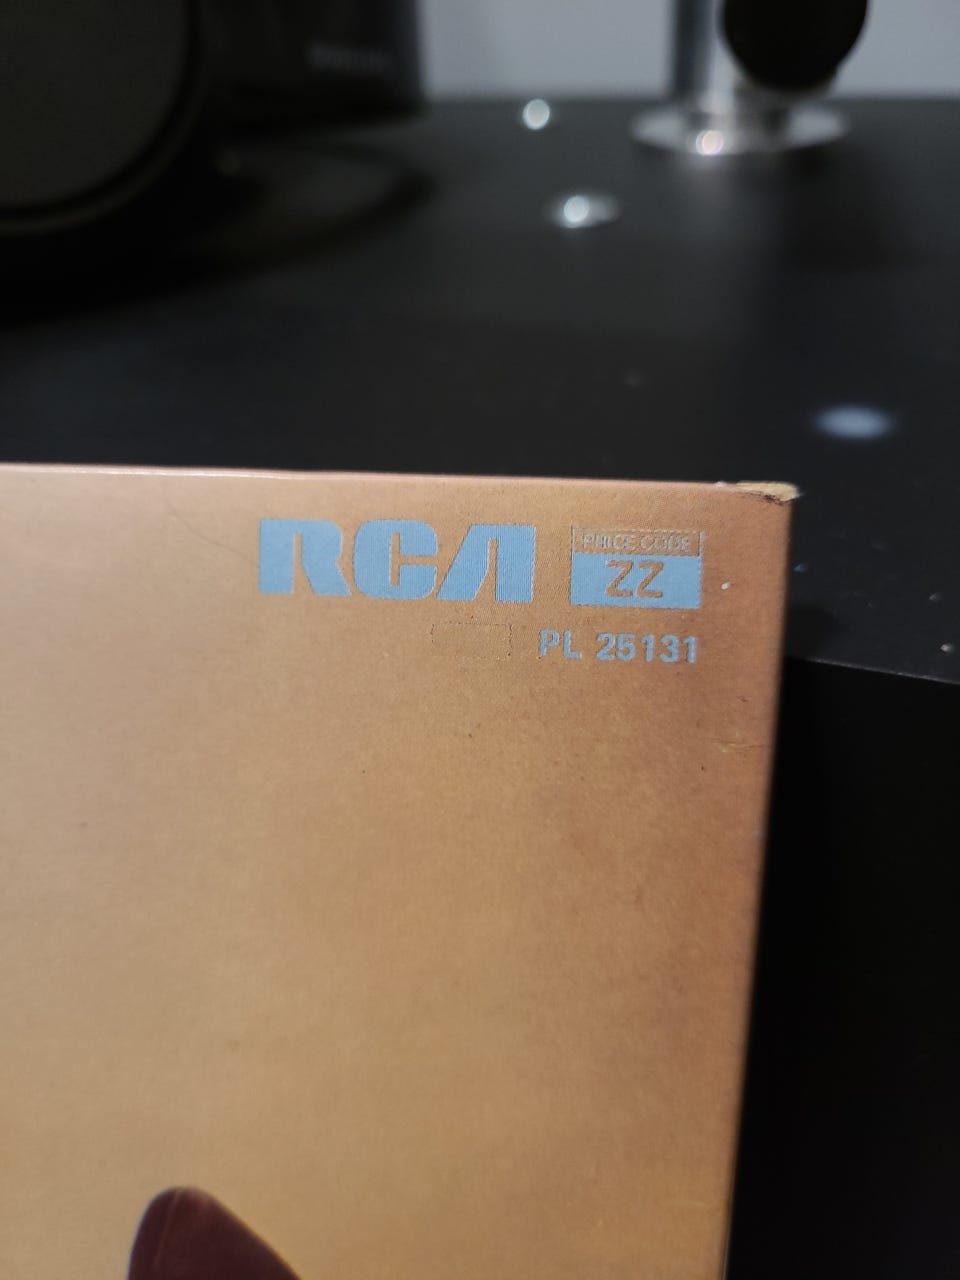 RCA
PRICE CODE
ZZ
PL 25131